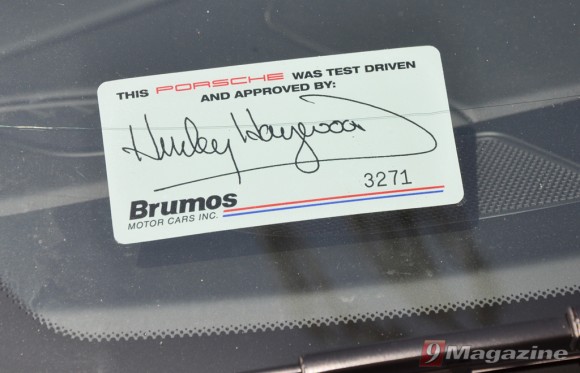 THIS PORSCHE WAS TEST DRIVEN
AND APPROVED BY:
Hurley Haywood
3271
Brumos
MOTOR CARS INC.
9Magazine